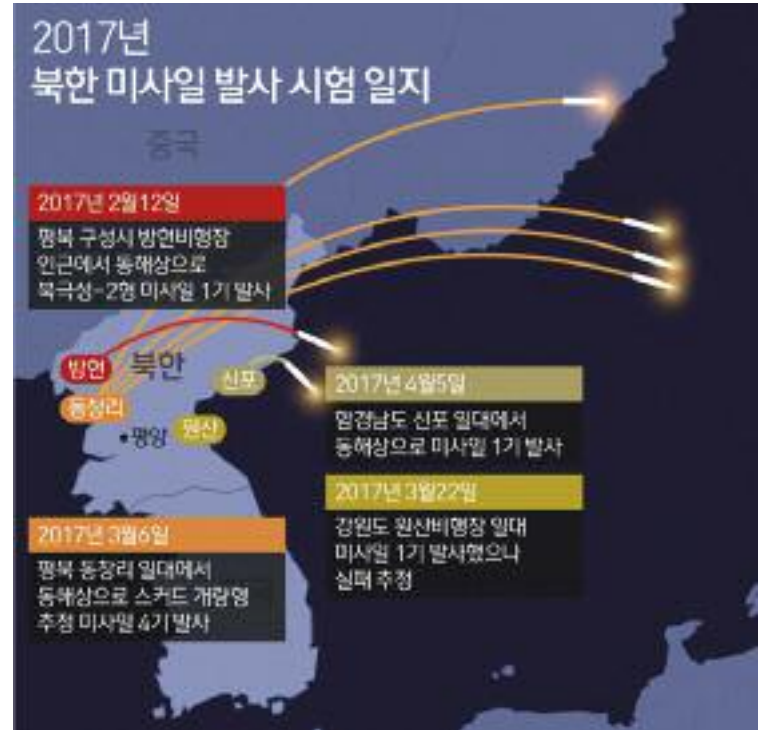 2017년
북한 미사일 발사 시험 일지
중국
2017년 2월12일
평북 구성시 방현비행장
인근에서 동해상으로
북극성-2형 미사일 1기 발사
방현
북한
신포
동창리
평양
원산
2017년 4월5일
함경남도 신포 일대에서
동해상으로 미사일 1기 발사
2017년 3월22일
강원도 원산비행장 일대
미사일 1기 발사했으나
실패 추정
2017년 3월6일
평북 동창리 일대에서
동해상으로 스커드 개량형
추정 미사일 4기 발사